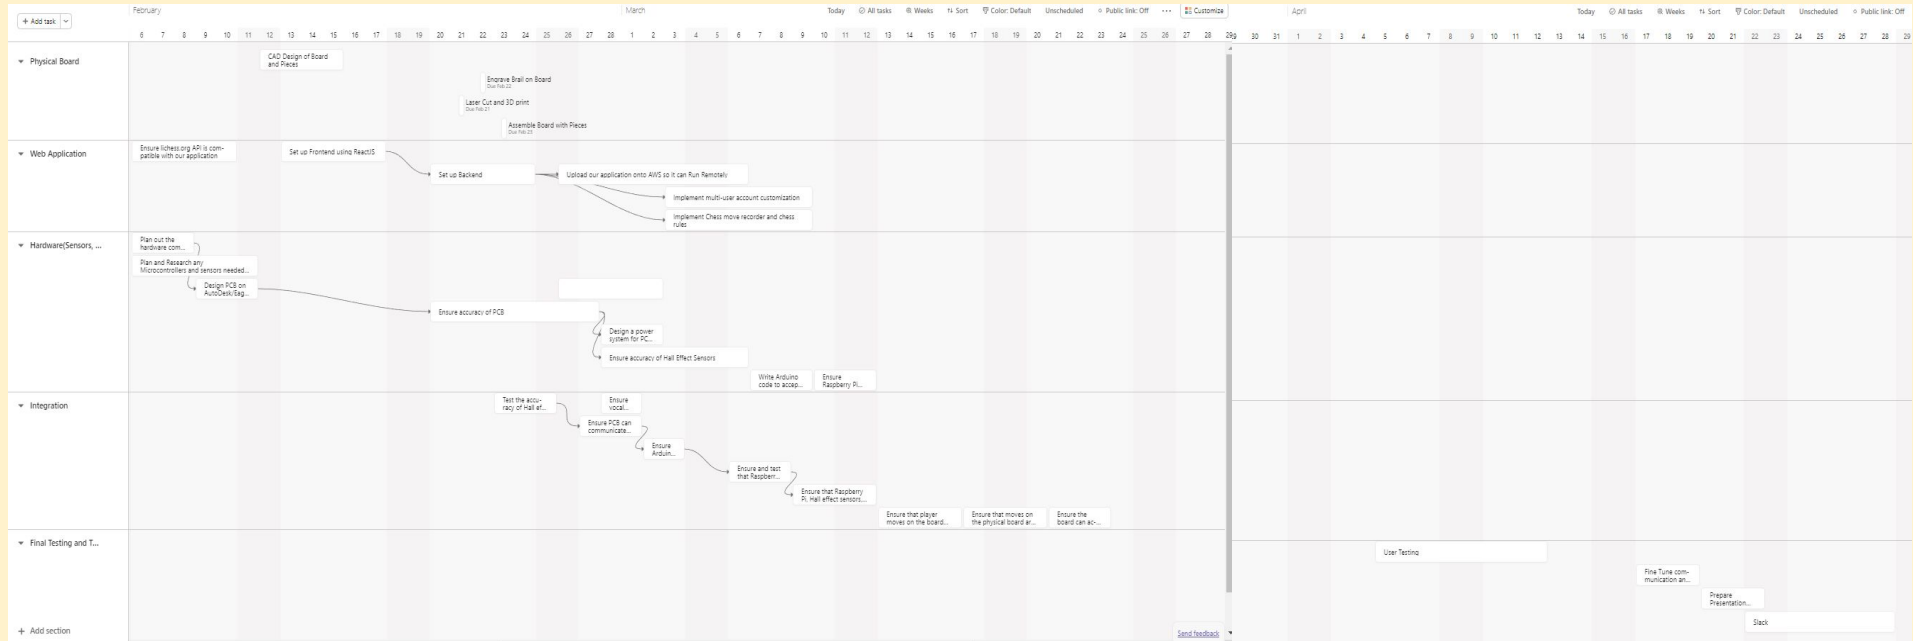 February
March
Today
All tasks
Weeks
Sort
Color: Default
Unscheduled
Public link: Off
Customize
April
Today
All tasks
Weeks
Sort
Color: Default
Unscheduled
Public link: Off
+ Add task
6 7 8 9 10 11 12 13 14 15 16 17 18 19 20 21 22 23 24 25 26 27 28 1 2 3 4 5 6 7 8 9 10 11 12 13 14 15 16 17 18 19 20 21 22 23 24 25 26 27 28
30 31 1 2 3 4 5 6 7 8 9 10 11 12 13 14 15 16 17 18 19 20 21 22 23 24 25 26 27 28 29
Physical Board
CAD Design of Board
and Pieces
Engrave Brail on Board
Due Feb 22
Laser Cut and 3D print
Due Feb 21
Assemble Board with Pieces
Due Feb 23
Web Application
Ensure lichess.org API is com-
patible with our application
Set up Frontend using ReactJS
Set up Backend
Upload our application onto AWS so it can Run Remotely
Implement multi-user account customization
Implement Chess move recorder and chess
rules
Hardware(Sensors, ...
Plan out the
hardware com...
Plan and Research any
Microcontrollers and sensors needed...
Design PCB on
AutoDesk/Eag...
Ensure accuracy of PCB
Design a power
system for PC...
Ensure accuracy of Hall Effect Sensors
Write Arduino
code to accep...
Ensure
Raspberry Pi...
Integration
Test the accu-
racy of Hall ef...
Ensure
vocal...
Ensure PCB can
communicate...
Ensure
Arduin...
Ensure and test
that Raspberr...
Ensure that Raspberry
Pi, Hall effect sensors,...
Ensure that player
moves on the board...
Ensure that moves on
the physical board ar...
Ensure the
board can ac-...
Final Testing and T...
User Testing
Fine Tune com-
munication an...
Prepare
Presentation...
Slack
+ Add section
Send feedback